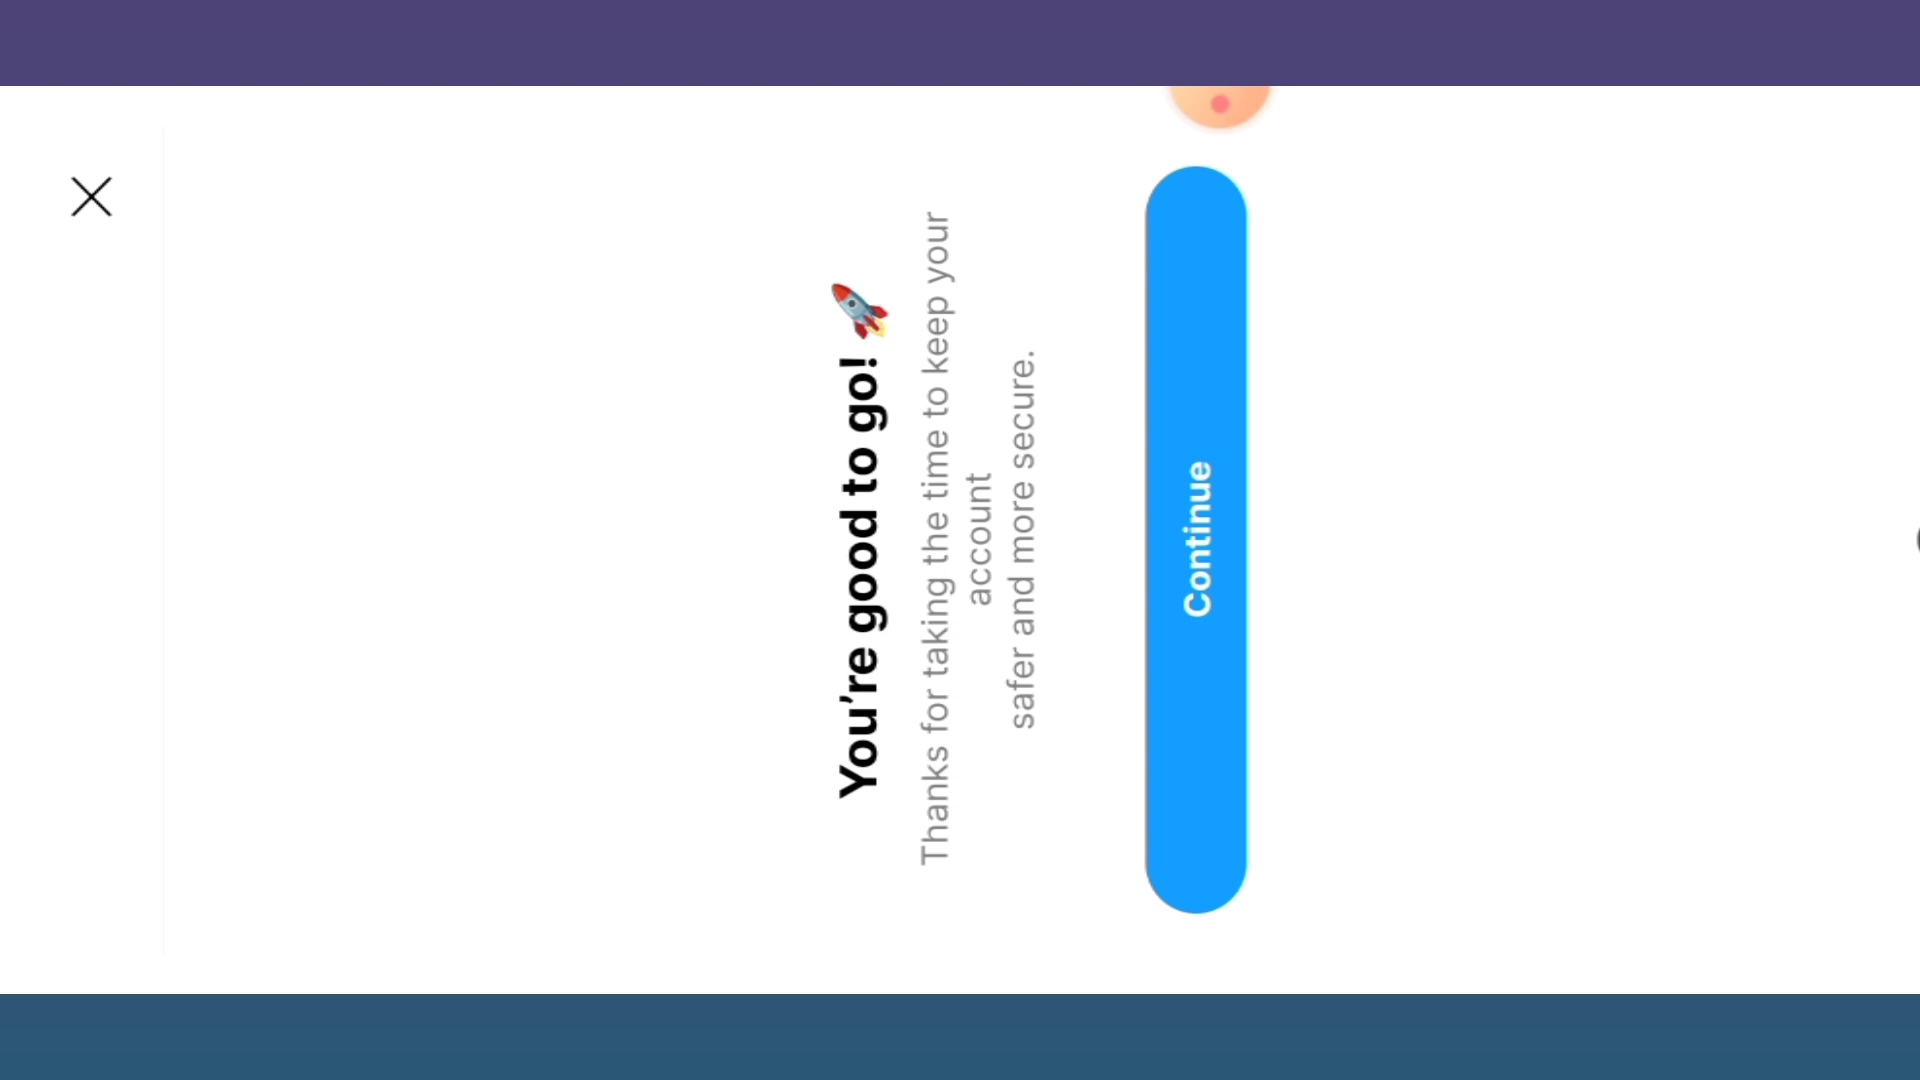 You're good to go! 🚀
Thanks for taking the time to keep your
account
safer and more secure.
Continue